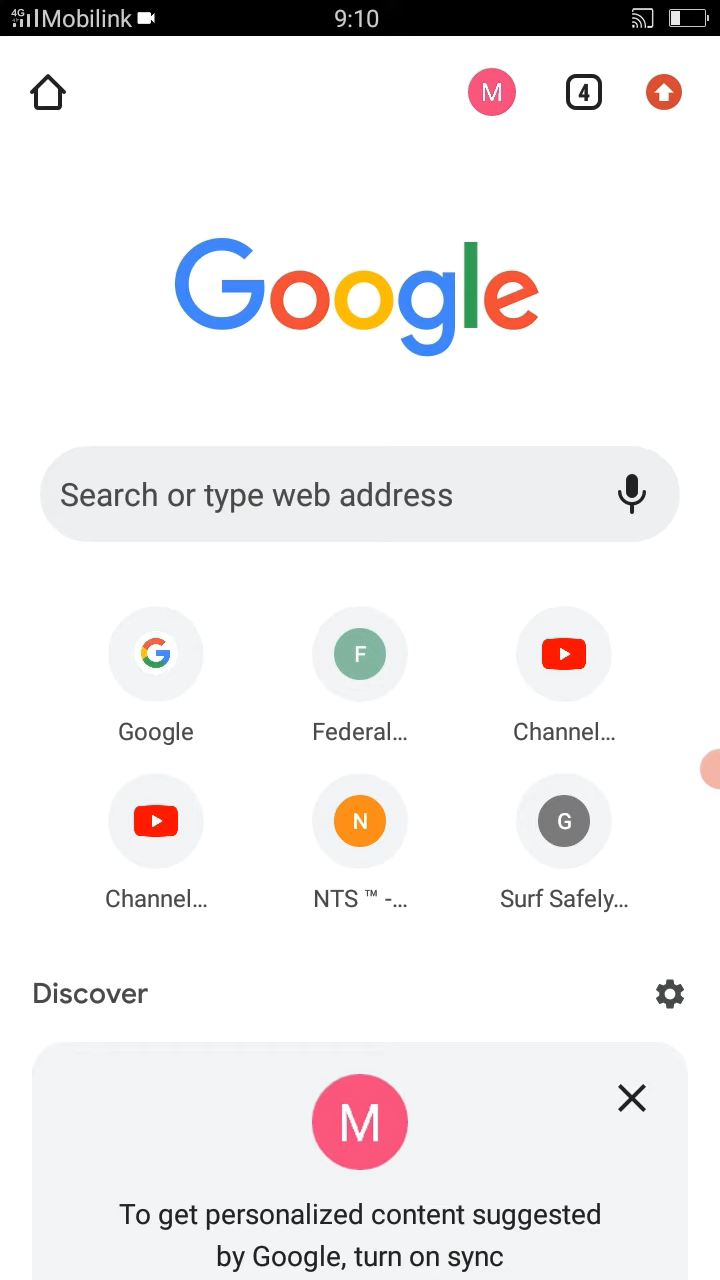 4G Mobilink 9:10
M 4
Google
Search or type web address
G F
Google Federal... Channel...
N G
Channel... NTS ™ -... Surf Safely...
Discover
M
To get personalized content suggested
by Google, turn on sync